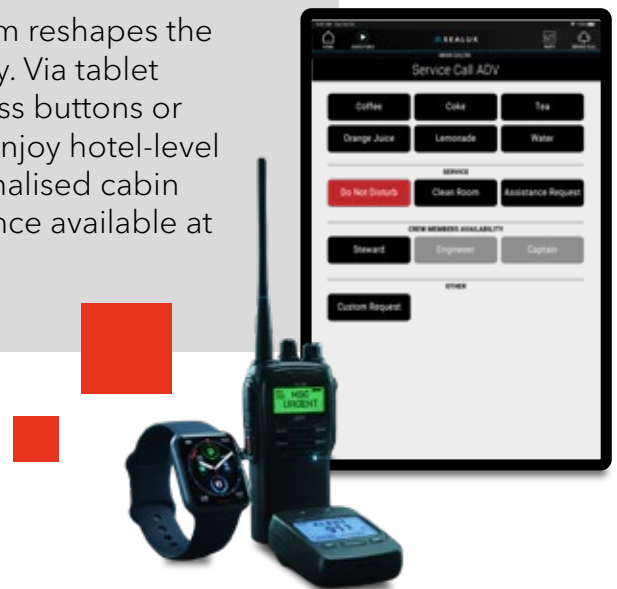 m reshapes the
y. Via tablet
ss buttons or
njoy hotel-level
nalised cabin
nce available at
SEALUX
Service Call ADV
Coffee
Coke
Tea
Orange Juice
Lemonade
Water
SERVICE
Do Not Disturb
Clean Room
Assistance Request
CREW MEMBERS AVAILABILITY
Steward
Engineer
Captain
OTHER
Custom Request
MSG
URGENT
911